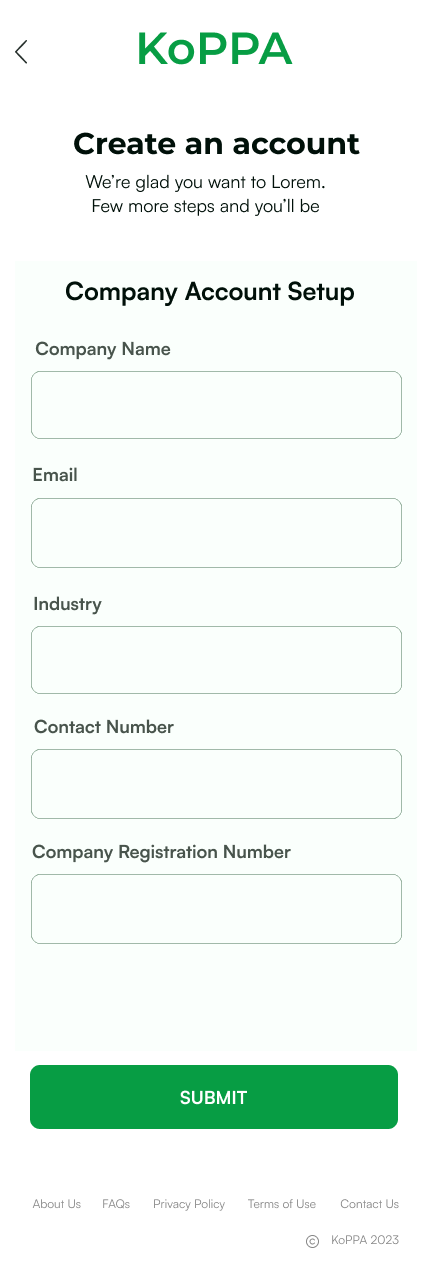 KoPPA
Create an account
We're glad you want to Lorem.
Few more steps and you'll be
Company Account Setup
Company Name
Email
Industry
Contact Number
Company Registration Number
SUBMIT
About Us FAQs Privacy Policy Terms of Use Contact Us
© KoPPA 2023